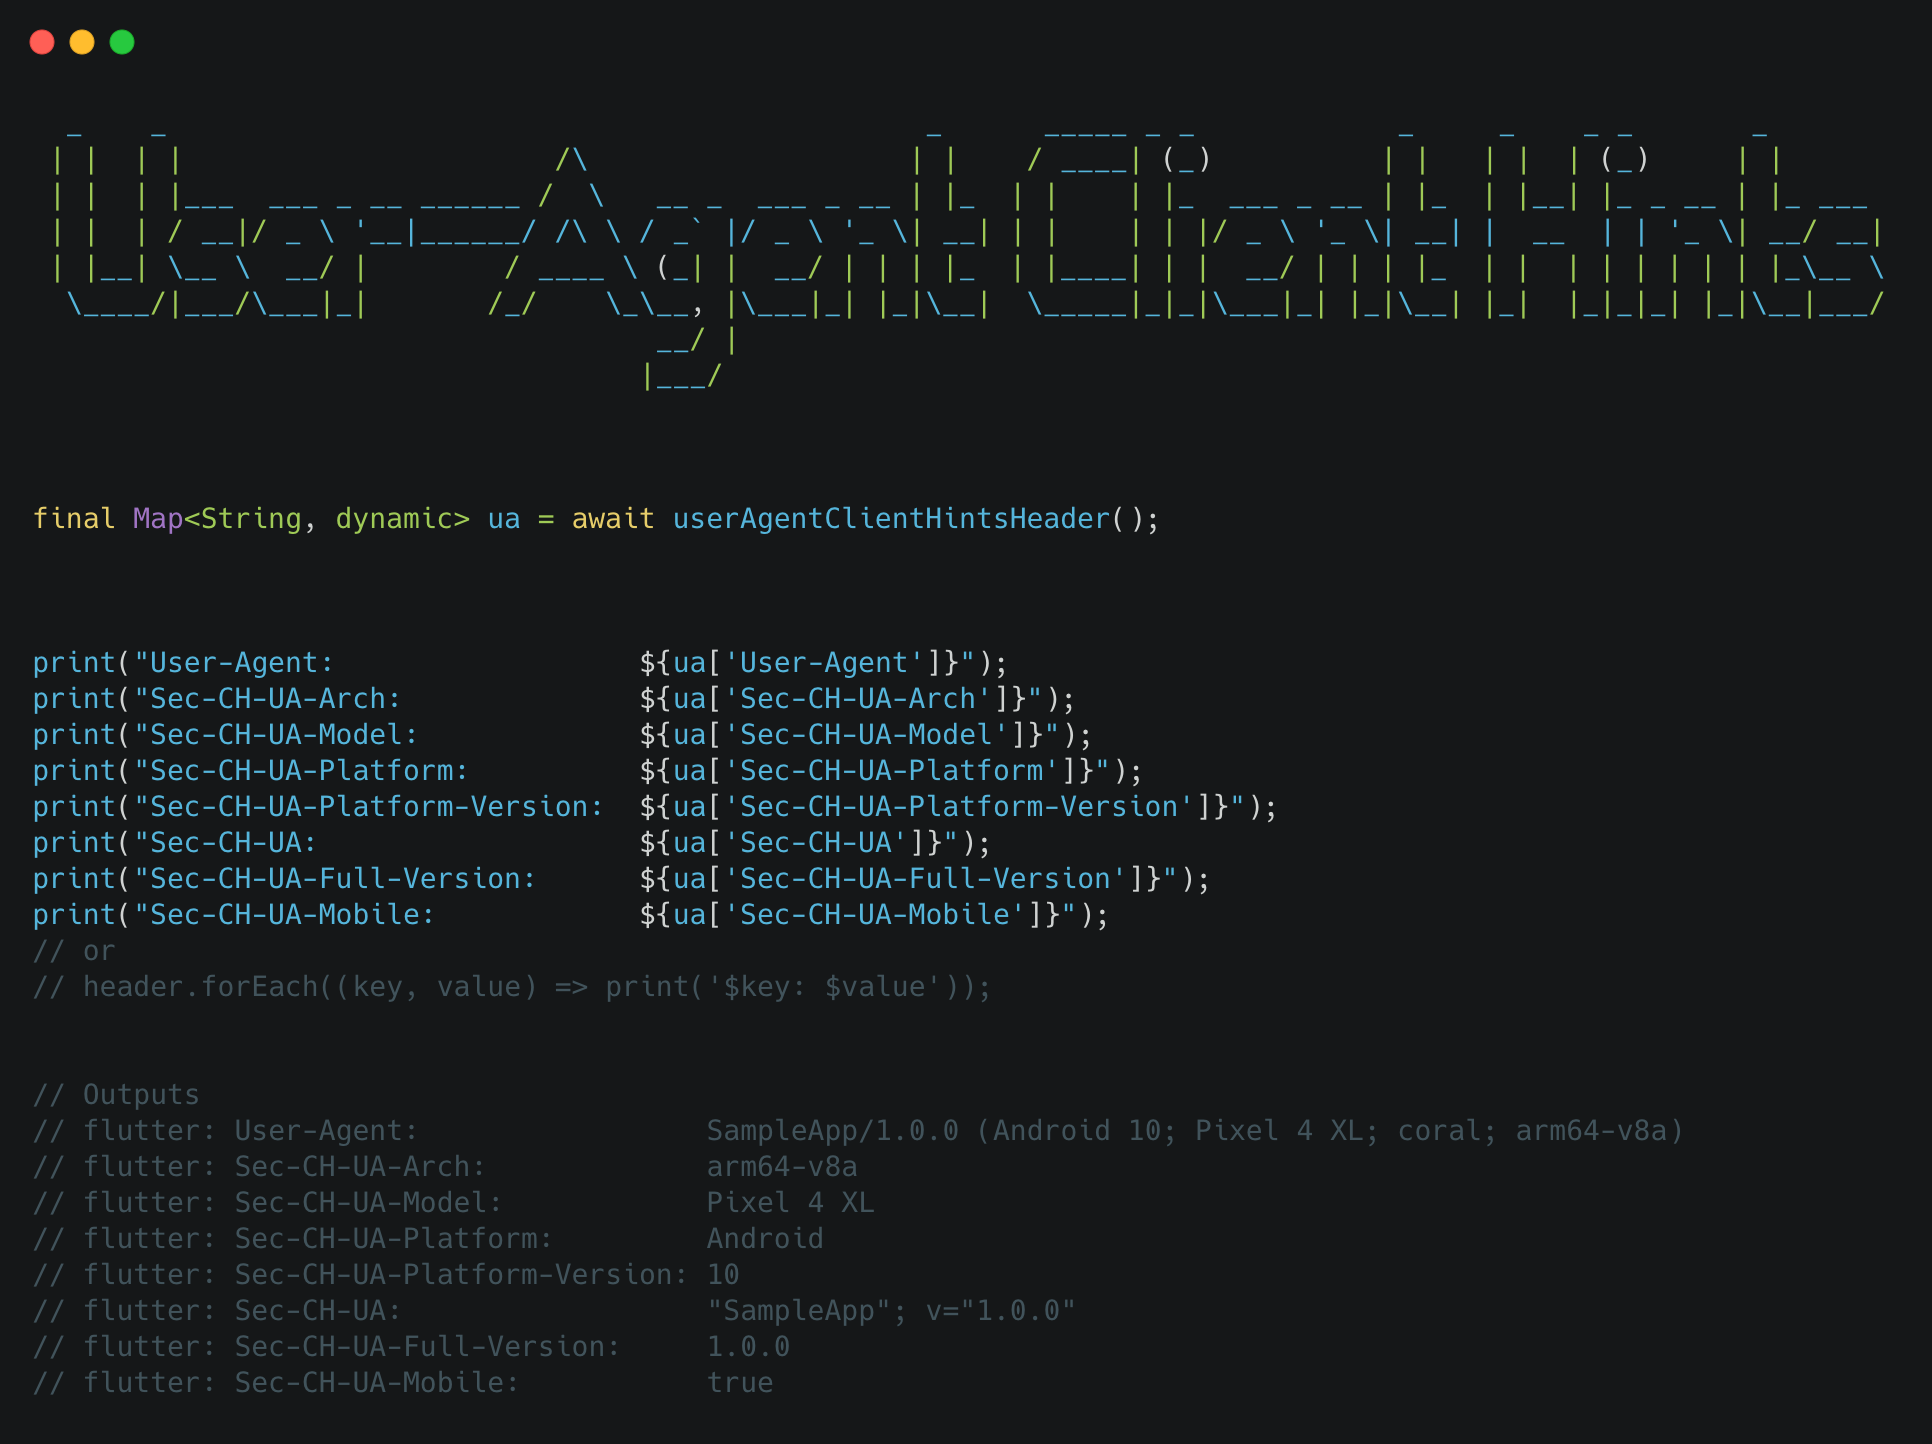 User-Agent Client Hints
final Map<String, dynamic> ua = await userAgentClientHintsHeader();
print("User-Agent:                  ${ua['User-Agent']}");
print("Sec-CH-UA-Arch:              ${ua['Sec-CH-UA-Arch']}");
print("Sec-CH-UA-Model:             ${ua['Sec-CH-UA-Model']}");
print("Sec-CH-UA-Platform:          ${ua['Sec-CH-UA-Platform']}");
print("Sec-CH-UA-Platform-Version:  ${ua['Sec-CH-UA-Platform-Version']}");
print("Sec-CH-UA:                   ${ua['Sec-CH-UA']}");
print("Sec-CH-UA-Full-Version:      ${ua['Sec-CH-UA-Full-Version']}");
print("Sec-CH-UA-Mobile:            ${ua['Sec-CH-UA-Mobile']}");
// or
// header.forEach((key, value) => print('$key: $value'));
// Outputs
// flutter: User-Agent:                 SampleApp/1.0.0 (Android 10; Pixel 4 XL; coral; arm64-v8a)
// flutter: Sec-CH-UA-Arch:             arm64-v8a
// flutter: Sec-CH-UA-Model:            Pixel 4 XL
// flutter: Sec-CH-UA-Platform:         Android
// flutter: Sec-CH-UA-Platform-Version: 10
// flutter: Sec-CH-UA:                  "SampleApp"; v="1.0.0"
// flutter: Sec-CH-UA-Full-Version:     1.0.0
// flutter: Sec-CH-UA-Mobile:           true